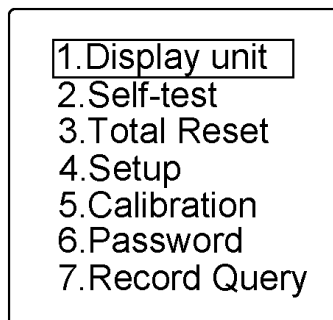 1.Display unit
2.Self-test
3.Total Reset
4.Setup
5.Calibration
6.Password
7.Record Query